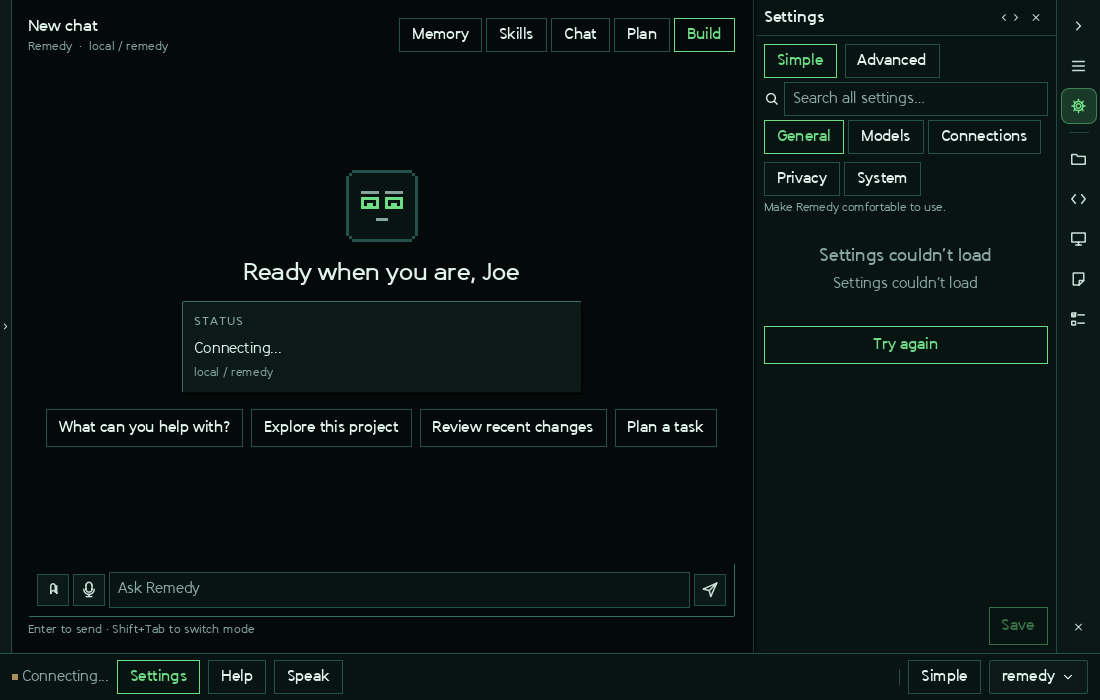 New chat
Remedy · local / remedy
Memory
Skills
Chat
Plan
Build
Ready when you are, Joe
STATUS
Connecting...
local / remedy
What can you help with?
Explore this project
Review recent changes
Plan a task
Ask Remedy
Enter to send · Shift+Tab to switch mode
Settings
Simple
Advanced
Search all settings...
General
Models
Connections
Privacy
System
Make Remedy comfortable to use.
Settings couldn't load
Settings couldn't load
Try again
Save
Connecting...
Settings
Help
Speak
Simple
remedy